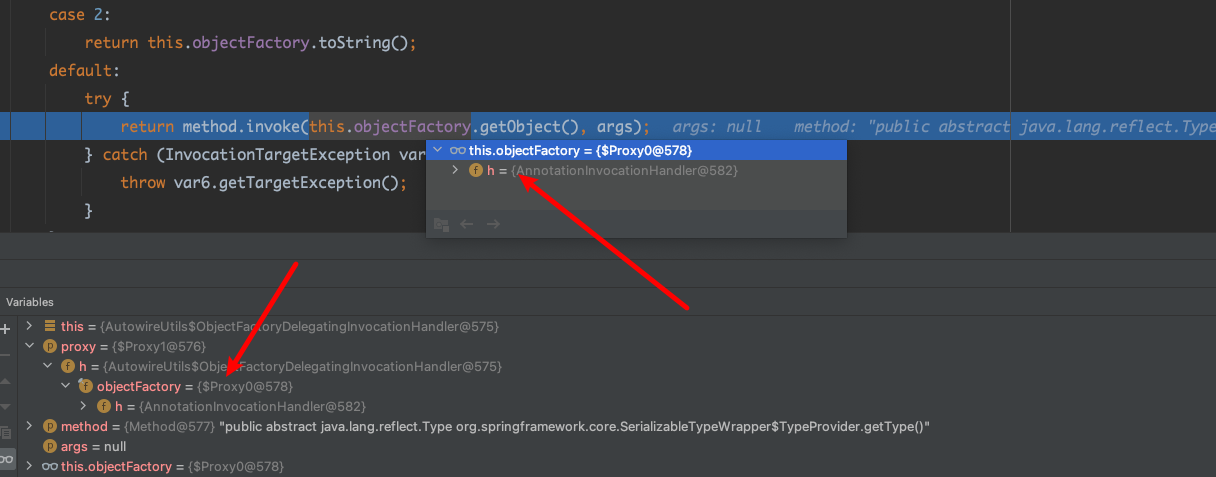 case 2:
return this.objectFactory.toString();
default:
try {
return method.invoke(this.objectFactory.getObject(), args); args: null method: "public abstract java.lang.reflect.Type
} catch (InvocationTargetException var
this.objectFactory = {$Proxy0@578}
h = {AnnotationInvocationHandler@582}
throw var6.getTargetException();
}
Variables
this = {AutowireUtils$ObjectFactoryDelegatingInvocationHandler@575}
proxy = {$Proxy1@576}
h = {AutowireUtils$ObjectFactoryDelegatingInvocationHandler@575}
objectFactory = {$Proxy0@578}
h = {AnnotationInvocationHandler@582}
method = {Method@577} "public abstract java.lang.reflect.Type org.springframework.core.SerializableTypeWrapper$TypeProvider.getType()"
args = null
this.objectFactory = {$Proxy0@578}